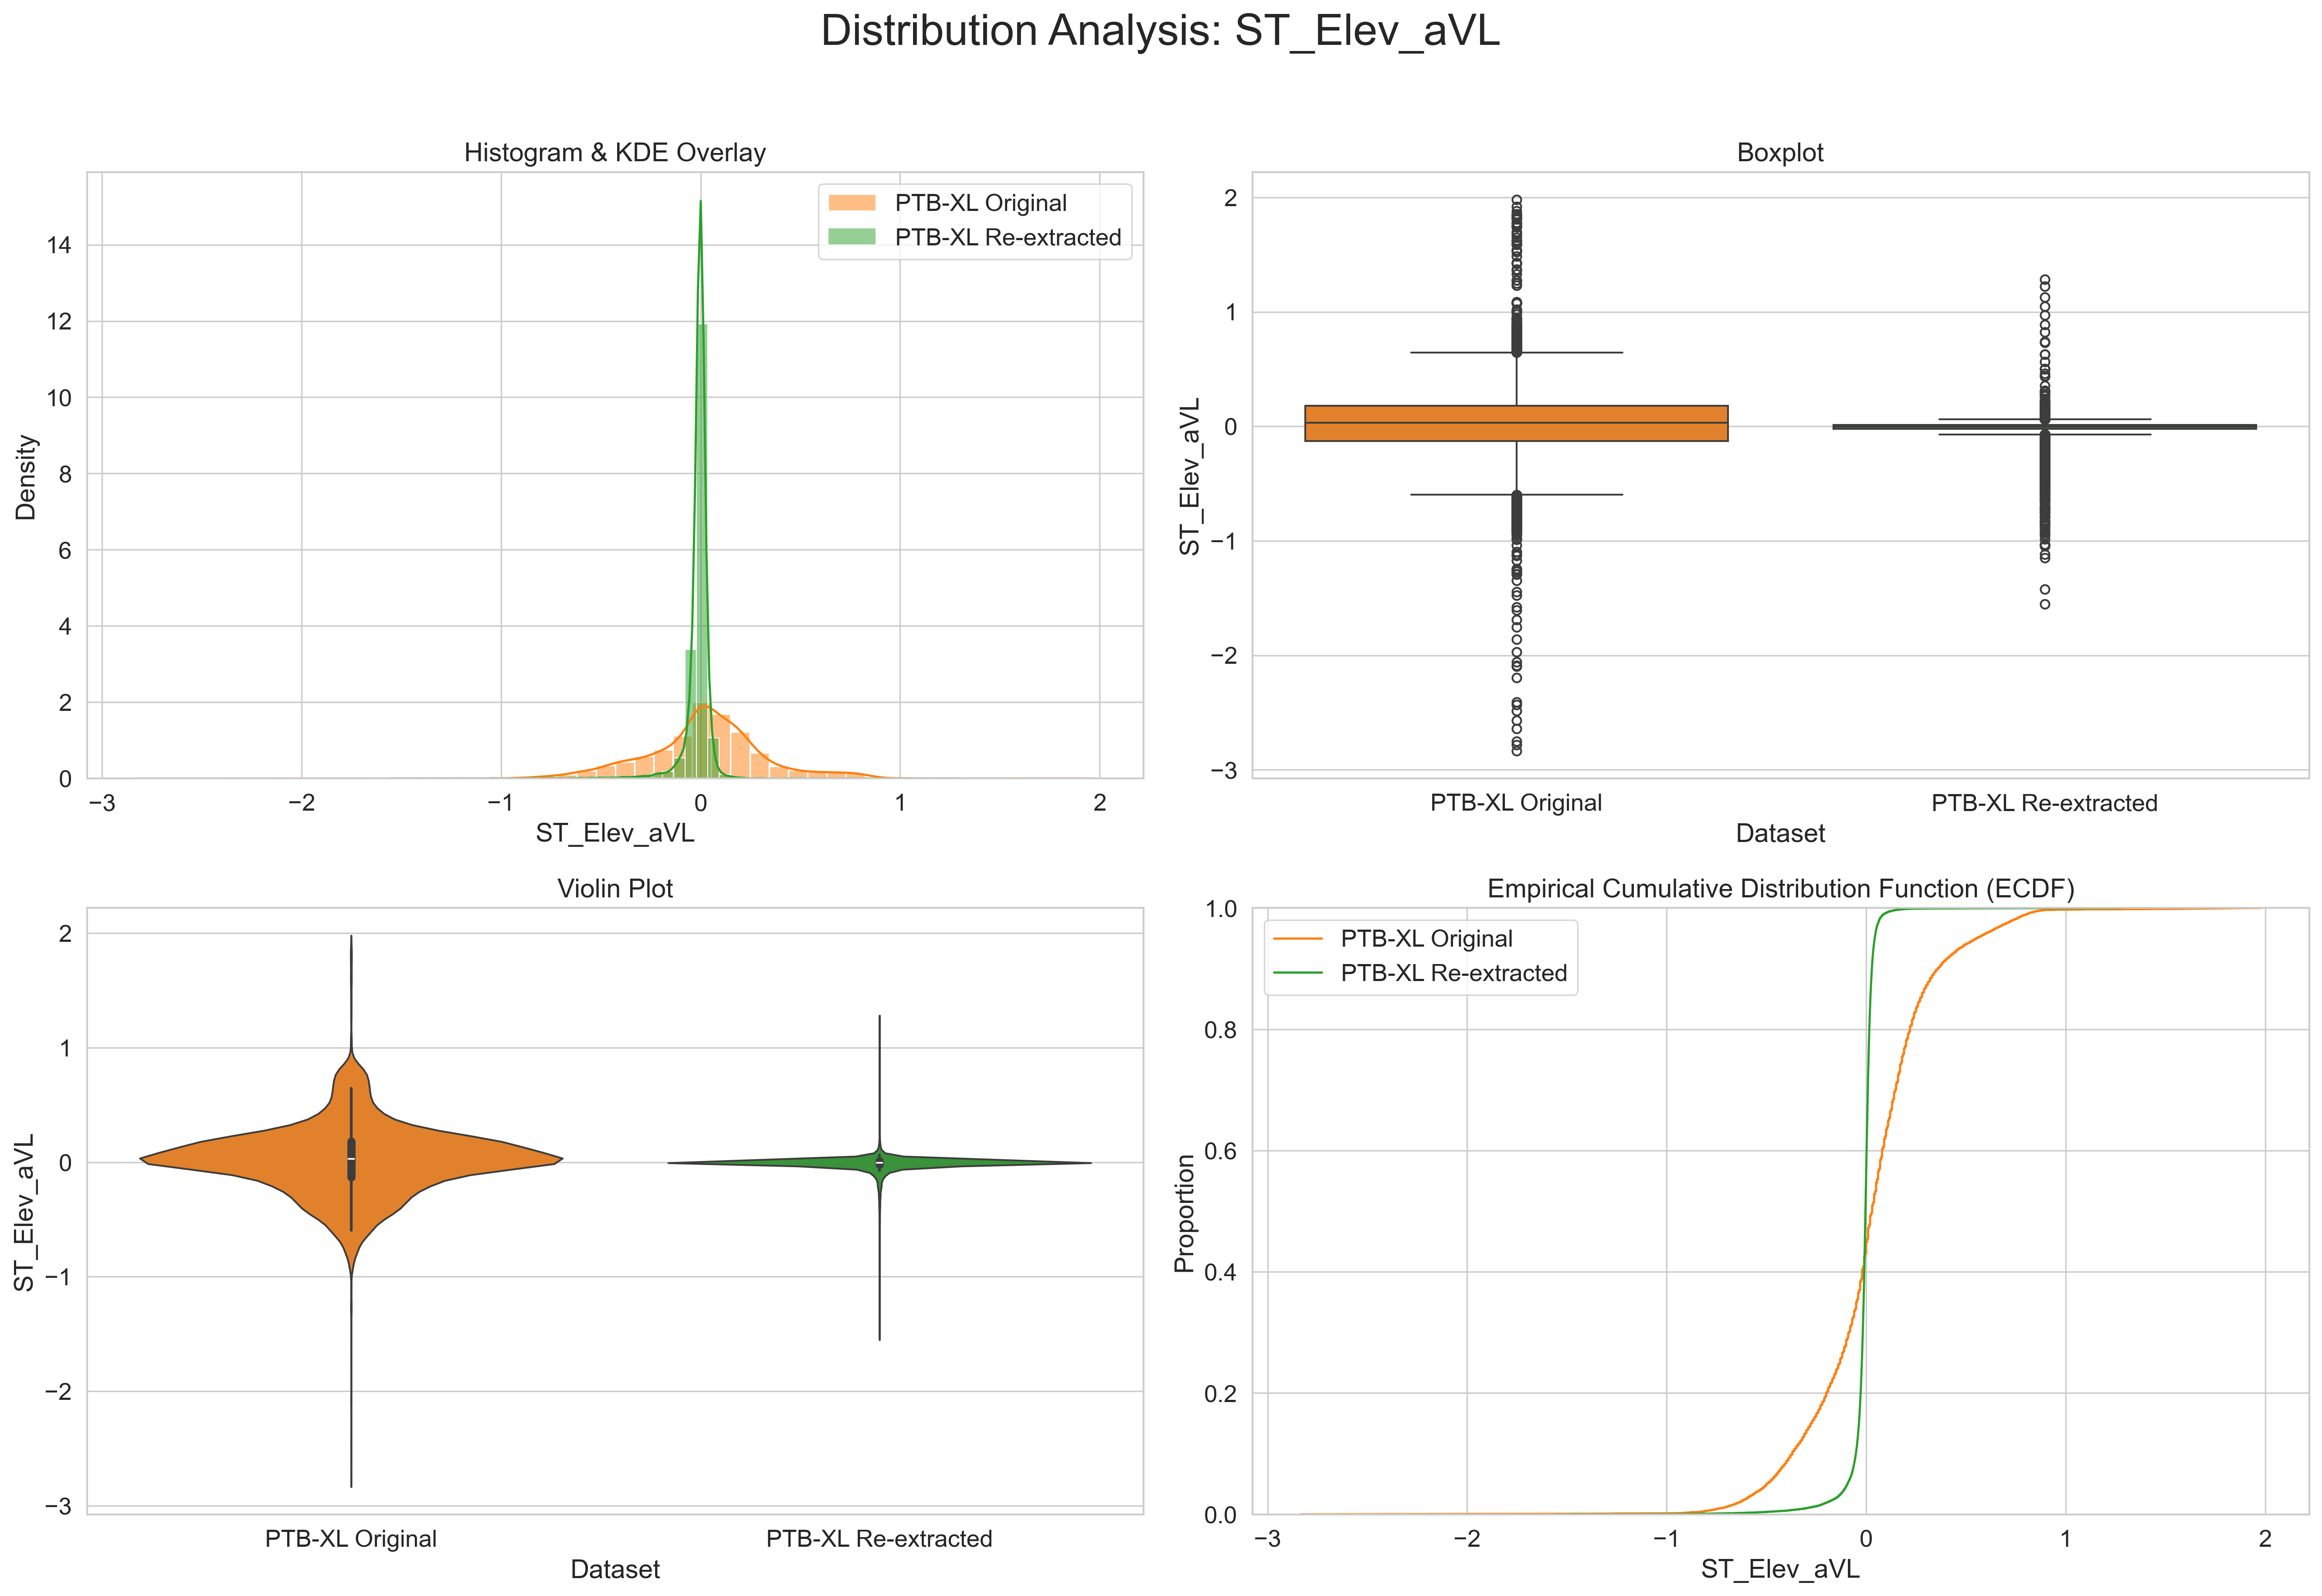 Distribution Analysis: ST_Elev_aVL
Histogram & KDE Overlay
PTB-XL Original
PTB-XL Re-extracted
14
12
10
8
6
4
2
0
Density
−3
−2
−1
0
1
2
ST_Elev_aVL
Boxplot
2
1
0
−1
−2
−3
ST_Elev_aVL
PTB-XL Original
PTB-XL Re-extracted
Dataset
Violin Plot
2
1
0
−1
−2
−3
ST_Elev_aVL
PTB-XL Original
PTB-XL Re-extracted
Dataset
Empirical Cumulative Distribution Function (ECDF)
PTB-XL Original
PTB-XL Re-extracted
1.0
0.8
0.6
0.4
0.2
0.0
Proportion
−3
−2
−1
0
1
2
ST_Elev_aVL